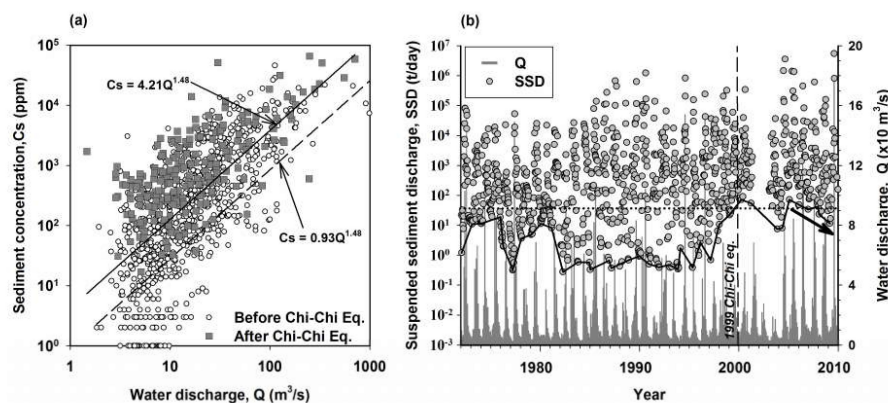 (a)
Sediment concentration, Cs (ppm)
10^5
10^4
10^3
10^2
10^1
10^0
Cs = 4.21Q^1.48
Cs = 0.93Q^1.48
Before Chi-Chi Eq.
After Chi-Chi Eq.
1 10 100 1000
Water discharge, Q (m^3/s)
(b)
Suspended sediment discharge, SSD (t/day)
10^7
10^6
10^5
10^4
10^3
10^2
10^1
10^0
10^-1
10^-2
10^-3
Q
SSD
1999 Chi-Chi eq.
20
16
12
8
4
0
Water discharge, Q (x10 m^3/s)
1980 1990 2000 2010
Year